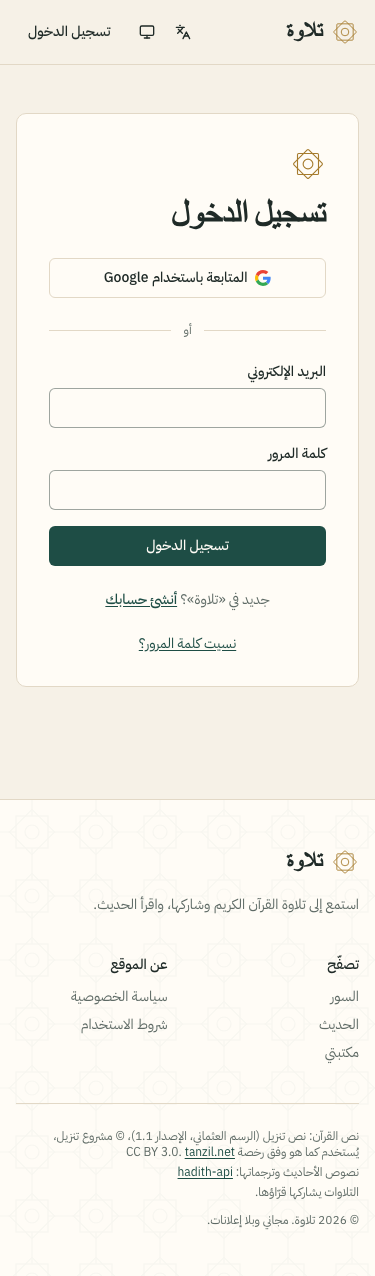 تلاوة
تسجيل الدخول
تسجيل الدخول
المتابعة باستخدام Google
أو
البريد الإلكتروني
كلمة المرور
تسجيل الدخول
جديد في «تلاوة»؟ أنشئ حسابك
نسيت كلمة المرور؟
تلاوة
استمع إلى تلاوة القرآن الكريم وشاركها، واقرأ الحديث.
تصفّح
السور
الحديث
مكتبتي
عن الموقع
سياسة الخصوصية
شروط الاستخدام
نص القرآن: نص تنزيل (الرسم العثماني، الإصدار 1.1)، © مشروع تنزيل،
يُستخدم كما هو وفق رخصة CC BY 3.0. tanzil.net
نصوص الأحاديث وترجماتها: hadith-api
التلاوات يشاركها قرّاؤها.
© 2026 تلاوة. مجاني وبلا إعلانات.